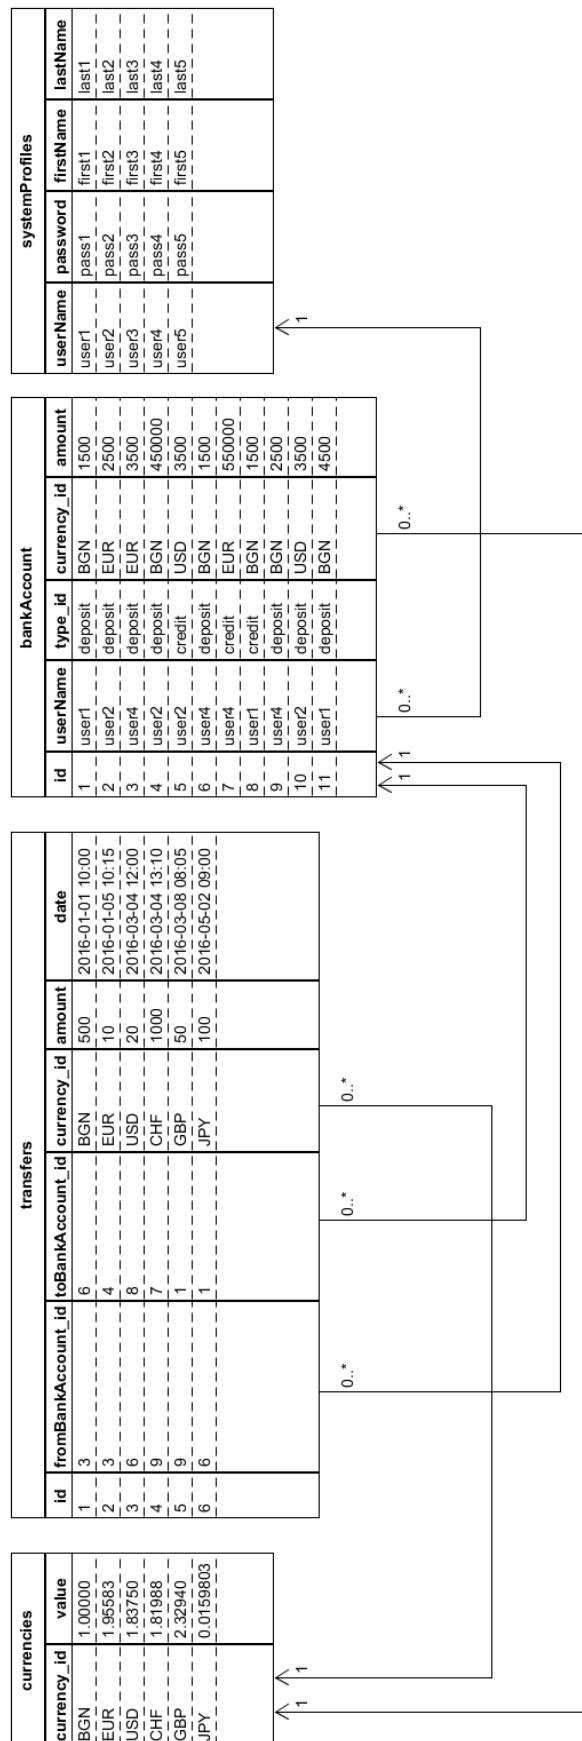 currencies
currency_id value
BGN 1.00000
EUR 1.95583
USD 1.83750
CHF 1.81988
GBP 2.32940
JPY 0.0159803
1
1
transfers
id fromBankAccount_id toBankAccount_id currency_id amount date
1 3 6 BGN 500 2016-01-01 10:00
2 3 4 EUR 10 2016-01-05 10:15
3 6 8 USD 20 2016-03-04 12:00
4 9 7 CHF 1000 2016-03-04 13:10
5 9 1 GBP 50 2016-03-08 08:05
6 6 1 JPY 100 2016-05-02 09:00
0..*
0..*
0..*
bankAccount
id userName type_id currency_id amount
1 user1 deposit BGN 1500
2 user2 deposit EUR 2500
3 user4 deposit EUR 3500
4 user2 deposit BGN 450000
5 user2 credit USD 3500
6 user4 deposit BGN 1500
7 user4 credit EUR 550000
8 user1 credit BGN 1500
9 user4 deposit BGN 2500
10 user2 deposit USD 3500
11 user1 deposit BGN 4500
1
1
0..*
0..*
systemProfiles
userName password firstName lastName
user1 pass1 first1 last1
user2 pass2 first2 last2
user3 pass3 first3 last3
user4 pass4 first4 last4
user5 pass5 first5 last5
1